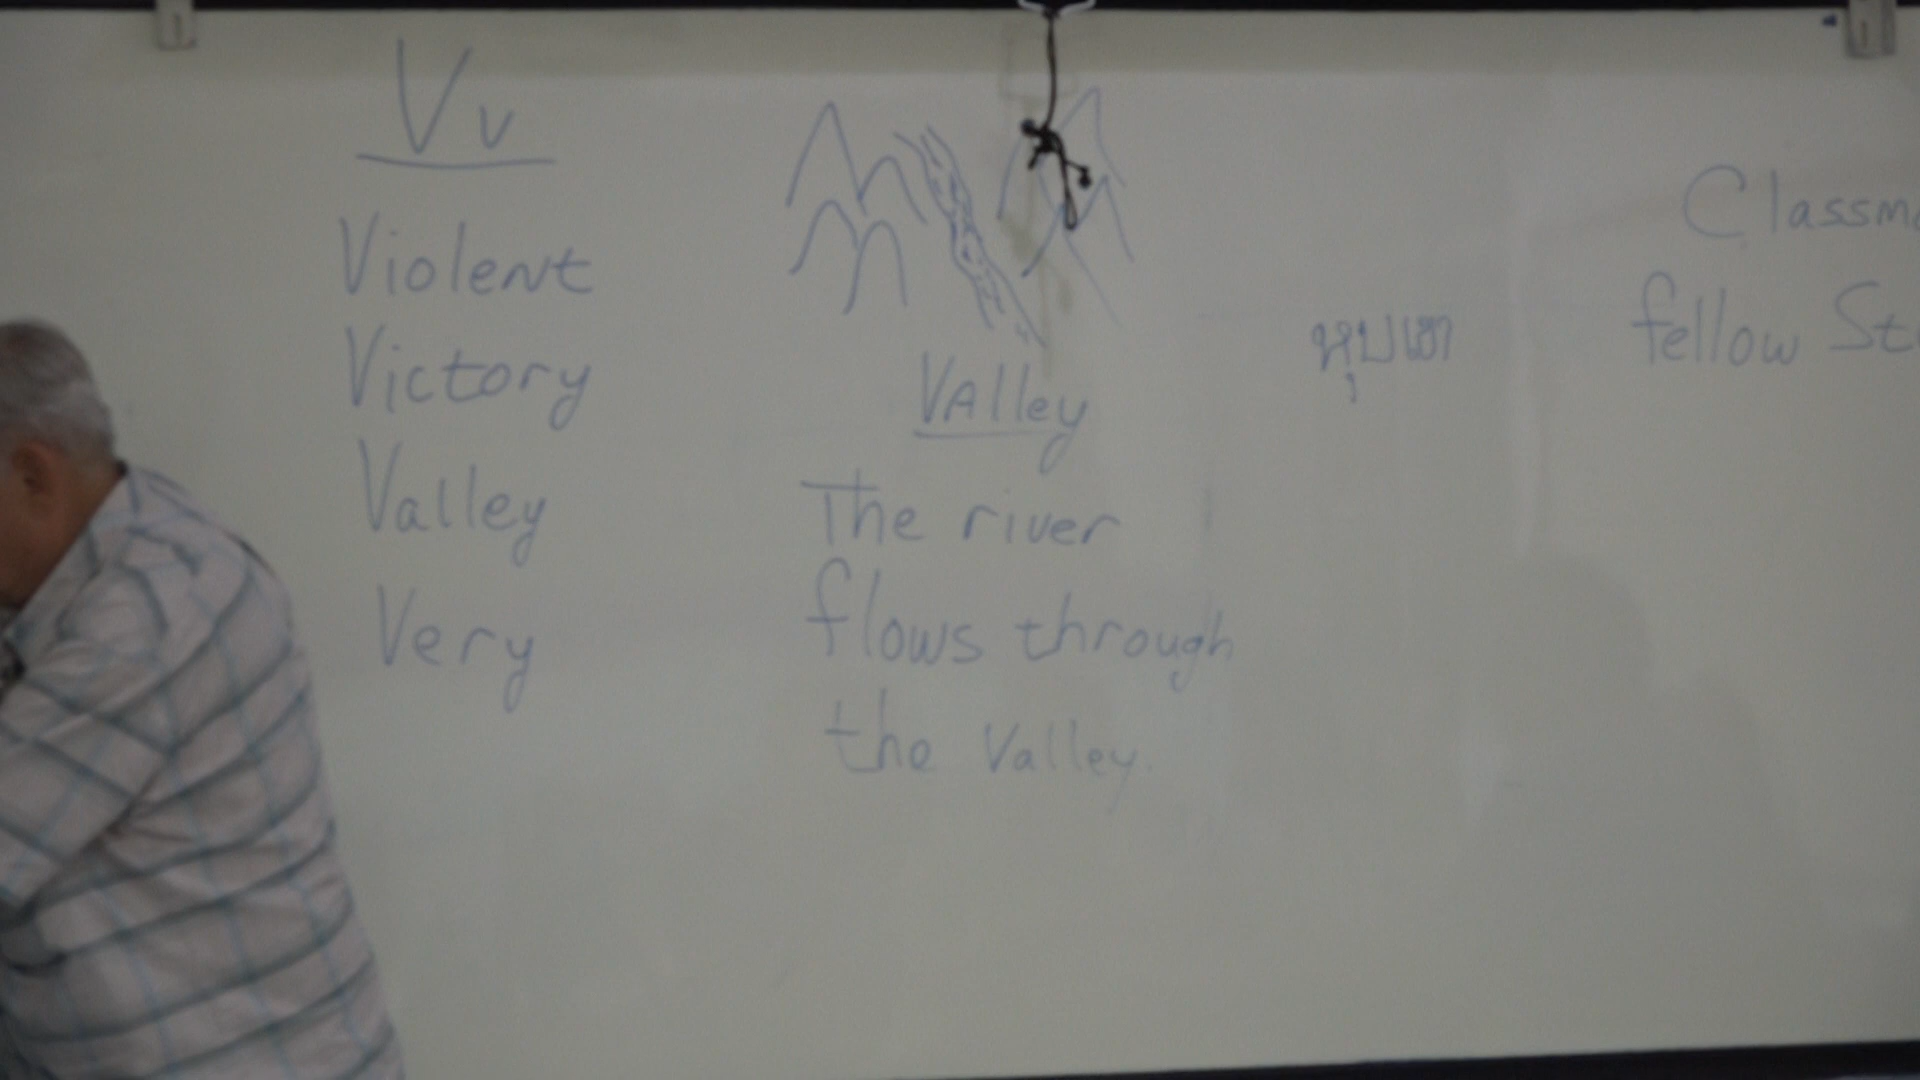 Vv
Violent
Victory
Valley
Very
VAlley
The river
flows through
the Valley.
หุบเขา
fellow